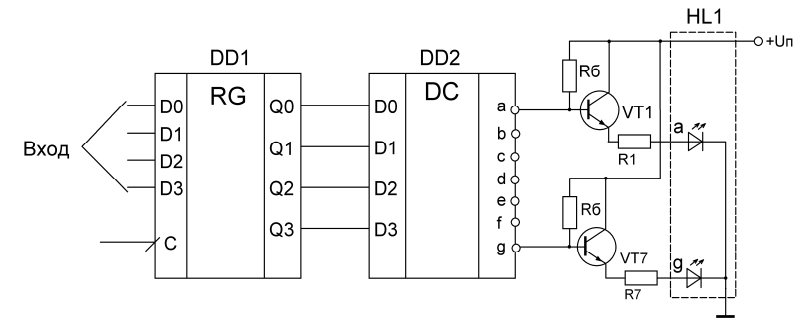 HL1
DD1
DD2
+Uп
RG
DC
Rб
D0
Q0
D0
a
VT1
D1
b
a
Вход
Q1
D1
R1
D2
c
D3
Q2
D2
d
e
Rб
C
Q3
D3
f
g
VT7
g
R7